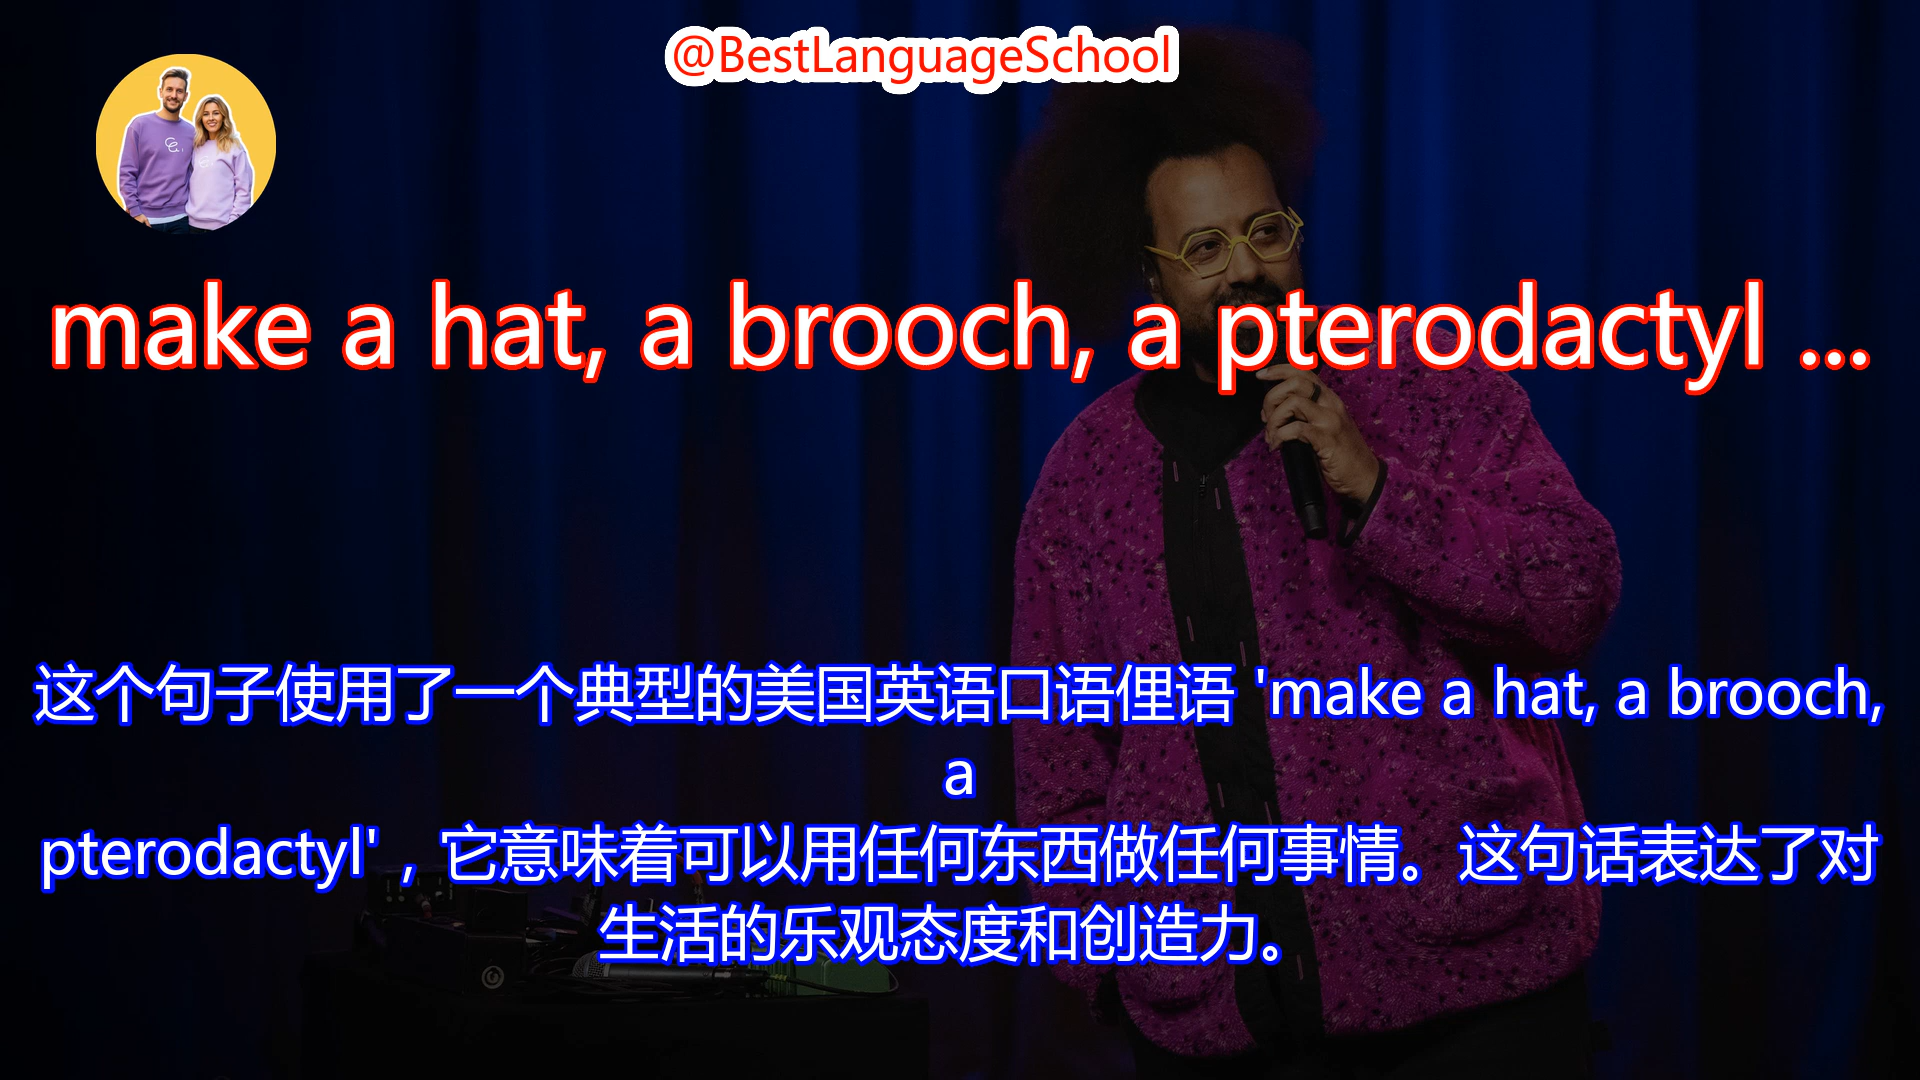 @BestLanguageSchool
make a hat, a brooch, a pterodactyl ...
这个句子使用了一个典型的美国英语口语俚语 'make a hat, a brooch,
a
pterodactyl'，它意味着可以用任何东西做任何事情。这句话表达了对
生活的乐观态度和创造力。